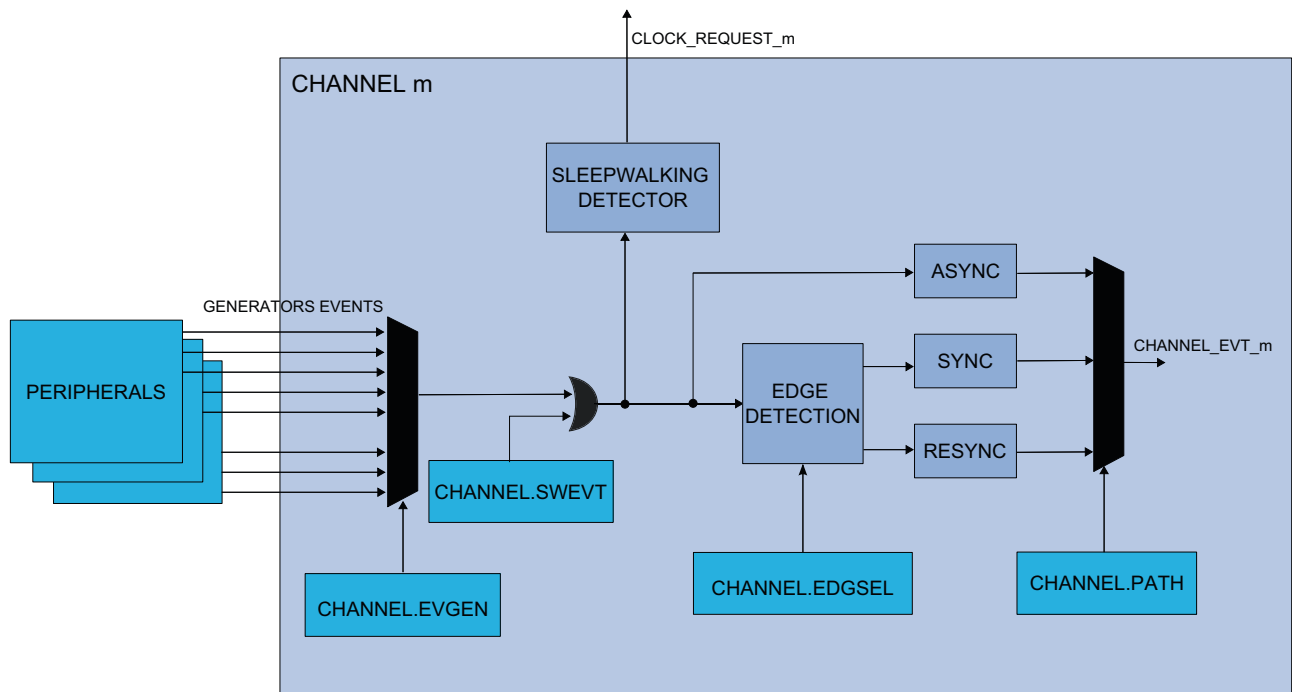 CLOCK_REQUEST_m
CHANNEL m
SLEEPWALKING
DETECTOR
ASYNC
GENERATORS EVENTS
CHANNEL_EVT_m
SYNC
PERIPHERALS
EDGE
DETECTION
RESYNC
CHANNEL.SWEVT
CHANNEL.EDGSEL
CHANNEL.PATH
CHANNEL.EVGEN